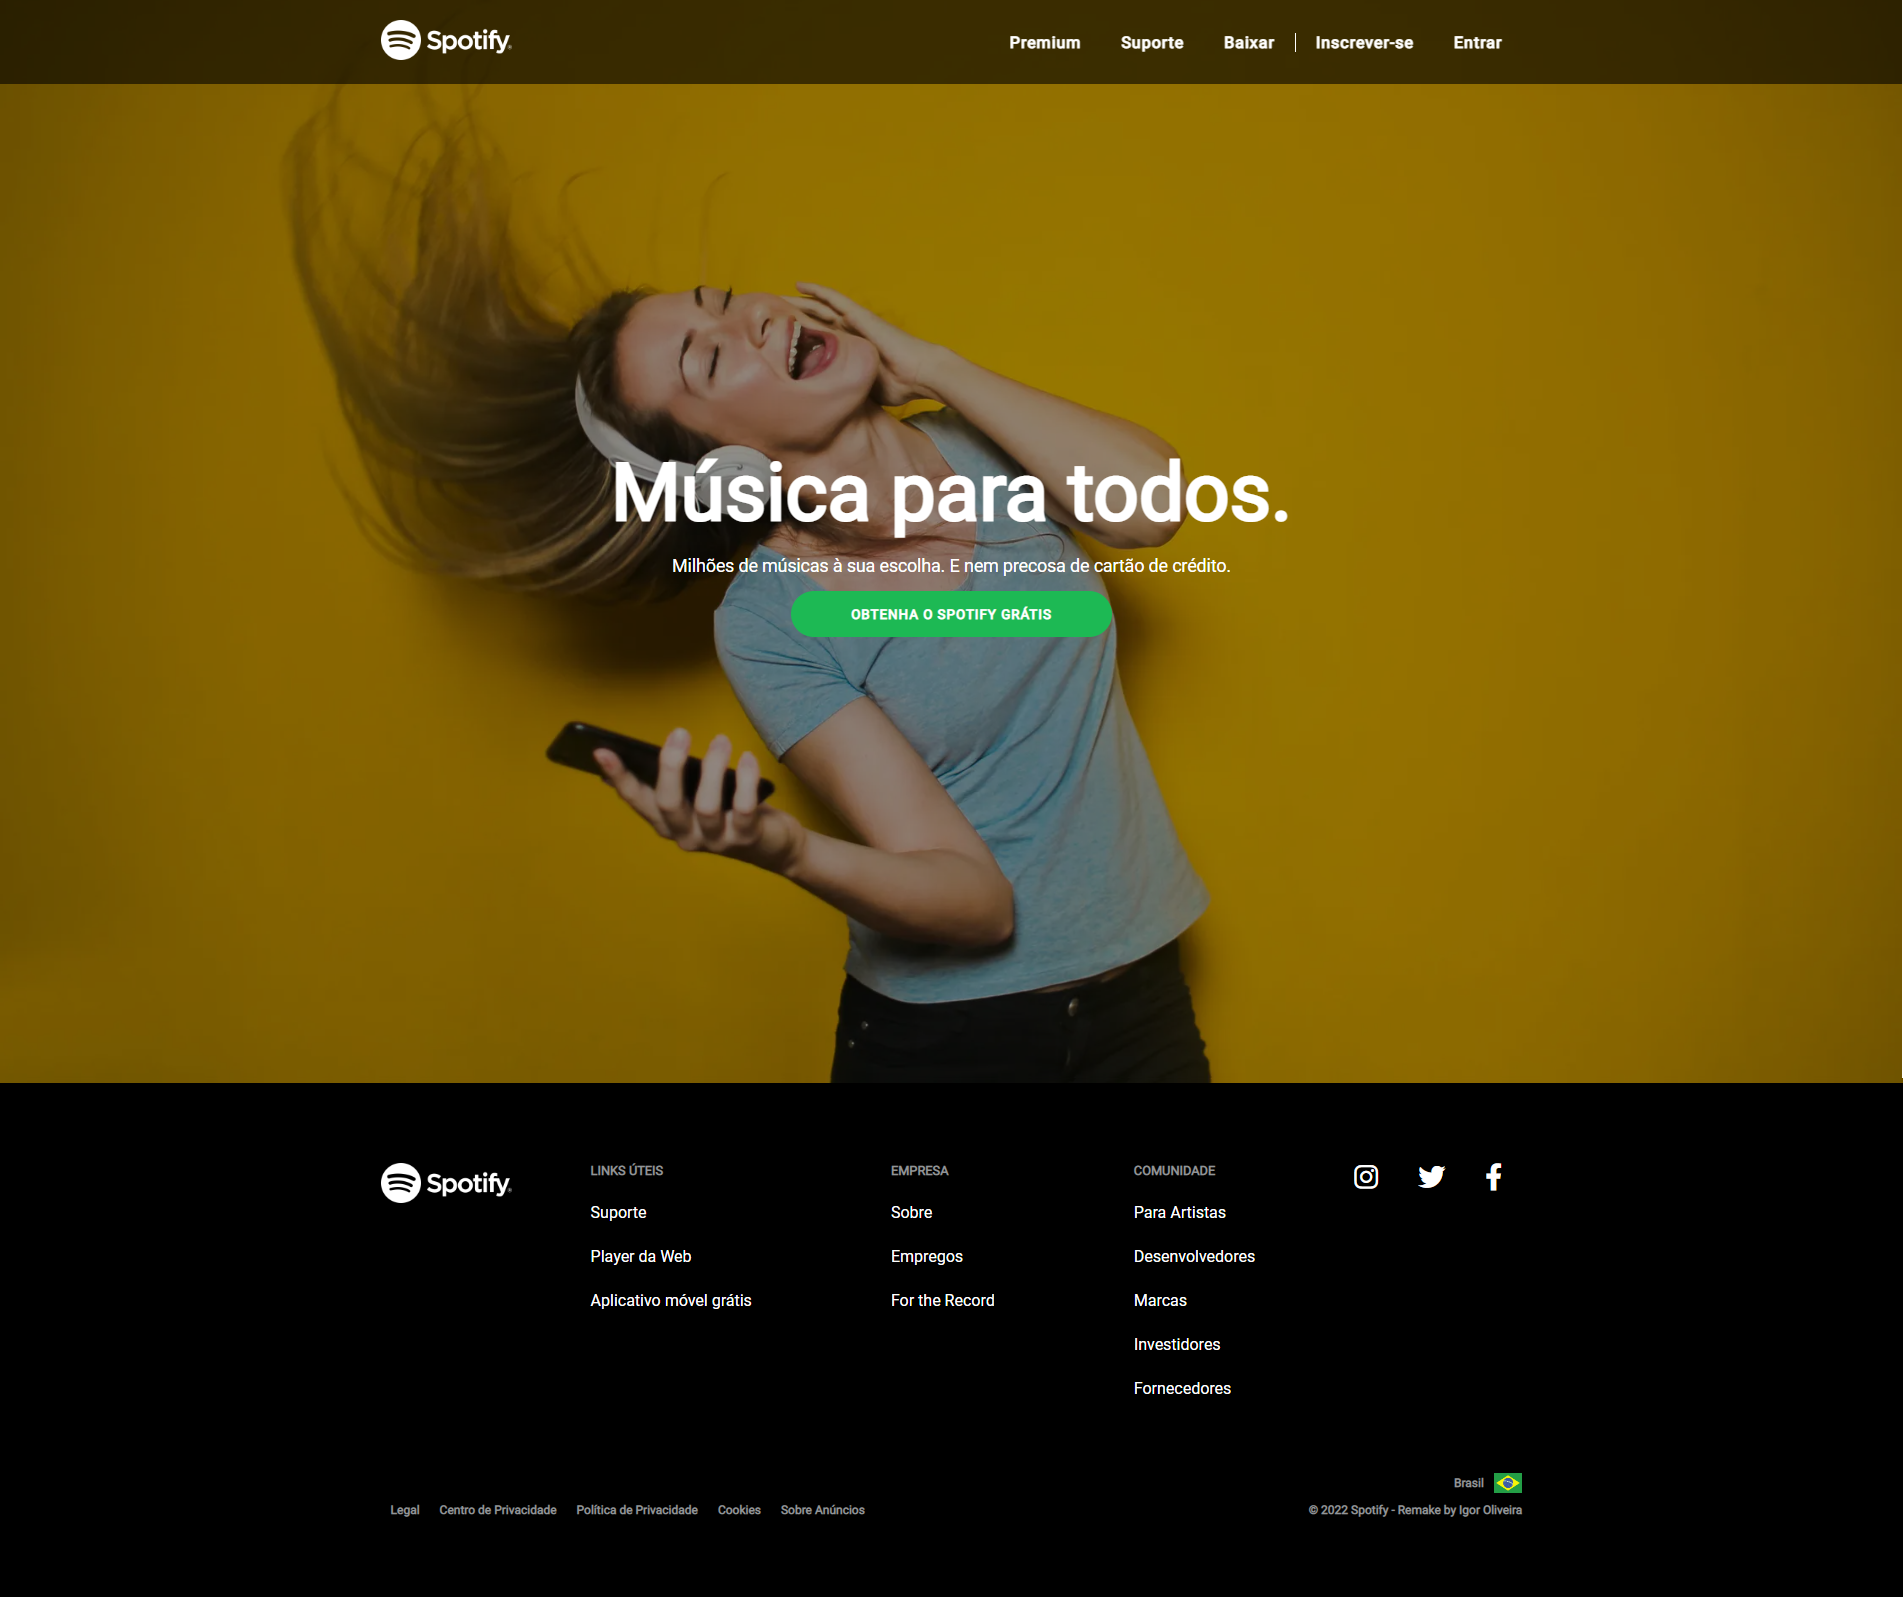 Spotify®
Premium Suporte Baixar Inscrever-se Entrar
Música para todos.
Milhões de músicas à sua escolha. E nem precosa de cartão de crédito.
OBTENHA O SPOTIFY GRÁTIS
Spotify®
LINKS ÚTEIS
Suporte
Player da Web
Aplicativo móvel grátis
EMPRESA
Sobre
Empregos
For the Record
COMUNIDADE
Para Artistas
Desenvolvedores
Marcas
Investidores
Fornecedores
Brasil
Legal Centro de Privacidade Política de Privacidade Cookies Sobre Anúncios
© 2022 Spotify - Remake by Igor Oliveira